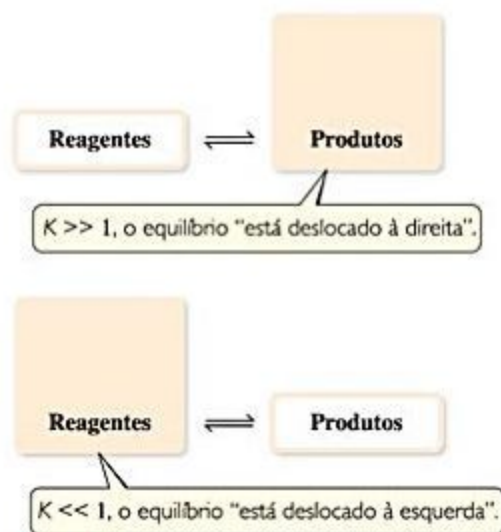 Reagentes ⇌ Produtos
K >> 1, o equilíbrio “está deslocado à direita”.
Reagentes ⇌ Produtos
K << 1, o equilíbrio “está deslocado à esquerda”.